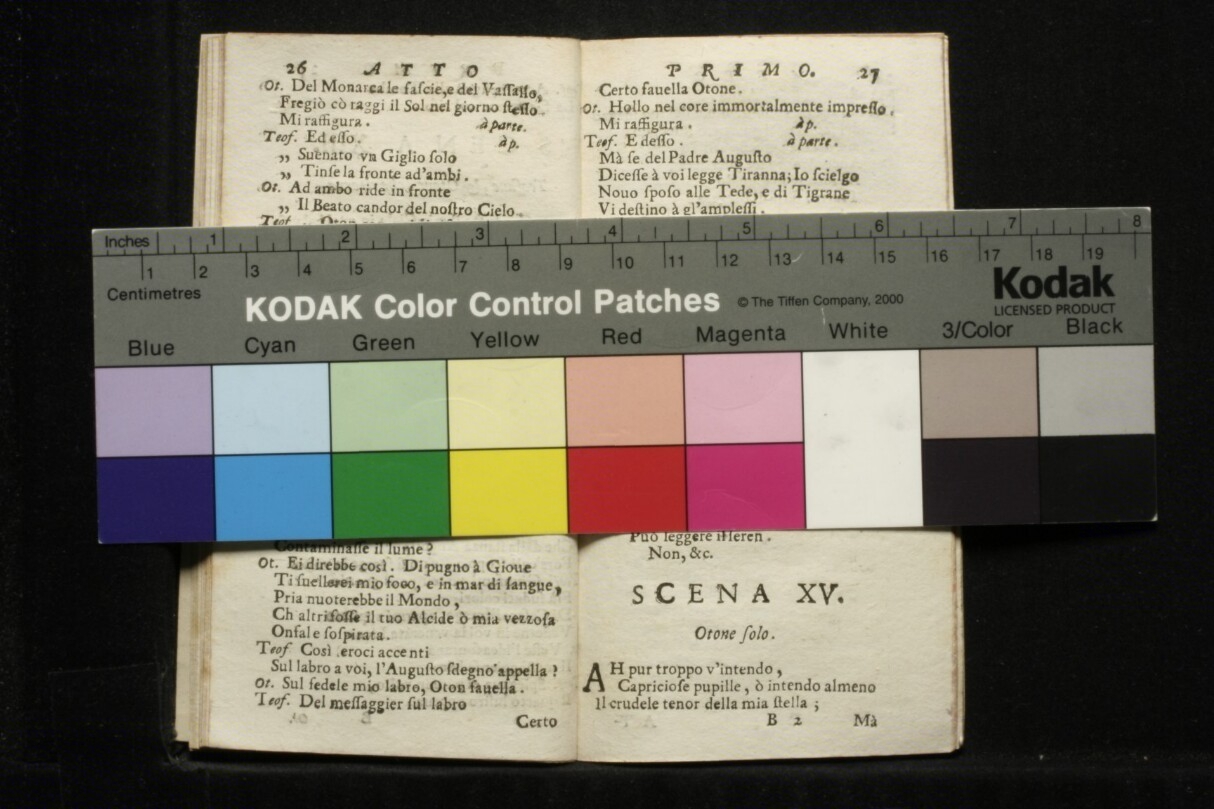 26 ATTO
Ot. Del Monarca le fascie,e del Vassallo,
Fregiò cò raggi il Sol nel giorno stesso.
Mi raffigura. à parte.
Teof. Ed esso. àp.
„ Suenato vn Giglio solo
„ Tinse la fronte ad'ambi.
Ot. Ad ambo ride in fronte
„ Il Beato candor del nostro Cielo.
Teof.
PRIMO. 27
Certo fauella Otone.
Ot. Hollo nel core immortalmente impresso.
Mi raffigura. àp.
Teof. E desso. à parte.
Mà se del Padre Augusto
Dicesse à voi legge Tiranna; Io scielgo
Nouo sposo alle Tede, e di Tigrane
Vi destino à gl'amplessi.
Inches 1 2 3 4 5 6 7 8
1 2 3 4 5 6 7 8 9 10 11 12 13 14 15 16 17 18 19
Centimetres
KODAK Color Control Patches © The Tiffen Company, 2000
Kodak
LICENSED PRODUCT
Blue Cyan Green Yellow Red Magenta White 3/Color Black
Contaminasse il lume?
Ot. Ei direbbe così. Di pugno à Gioue
Ti suellerei mio foco, e in mar di sangue,
Pria nuoterebbe il Mondo,
Ch altri fosse il tuo Alcide ò mia vezzosa
Onfale sospirata.
Teof Così eroci accenti
Sul labro a voi, l'Augusto sdegno appella?
Ot. Sul fedele mio labro, Oton fauella.
Teof. Del messaggier sul labro
Certo
Può leggere
Non, &c.
SCENA XV.
Otone solo.
AH pur troppo v'intendo,
Capriciose pupille, ò intendo almeno
Il crudele tenor della mia stella;
B 2 Mà